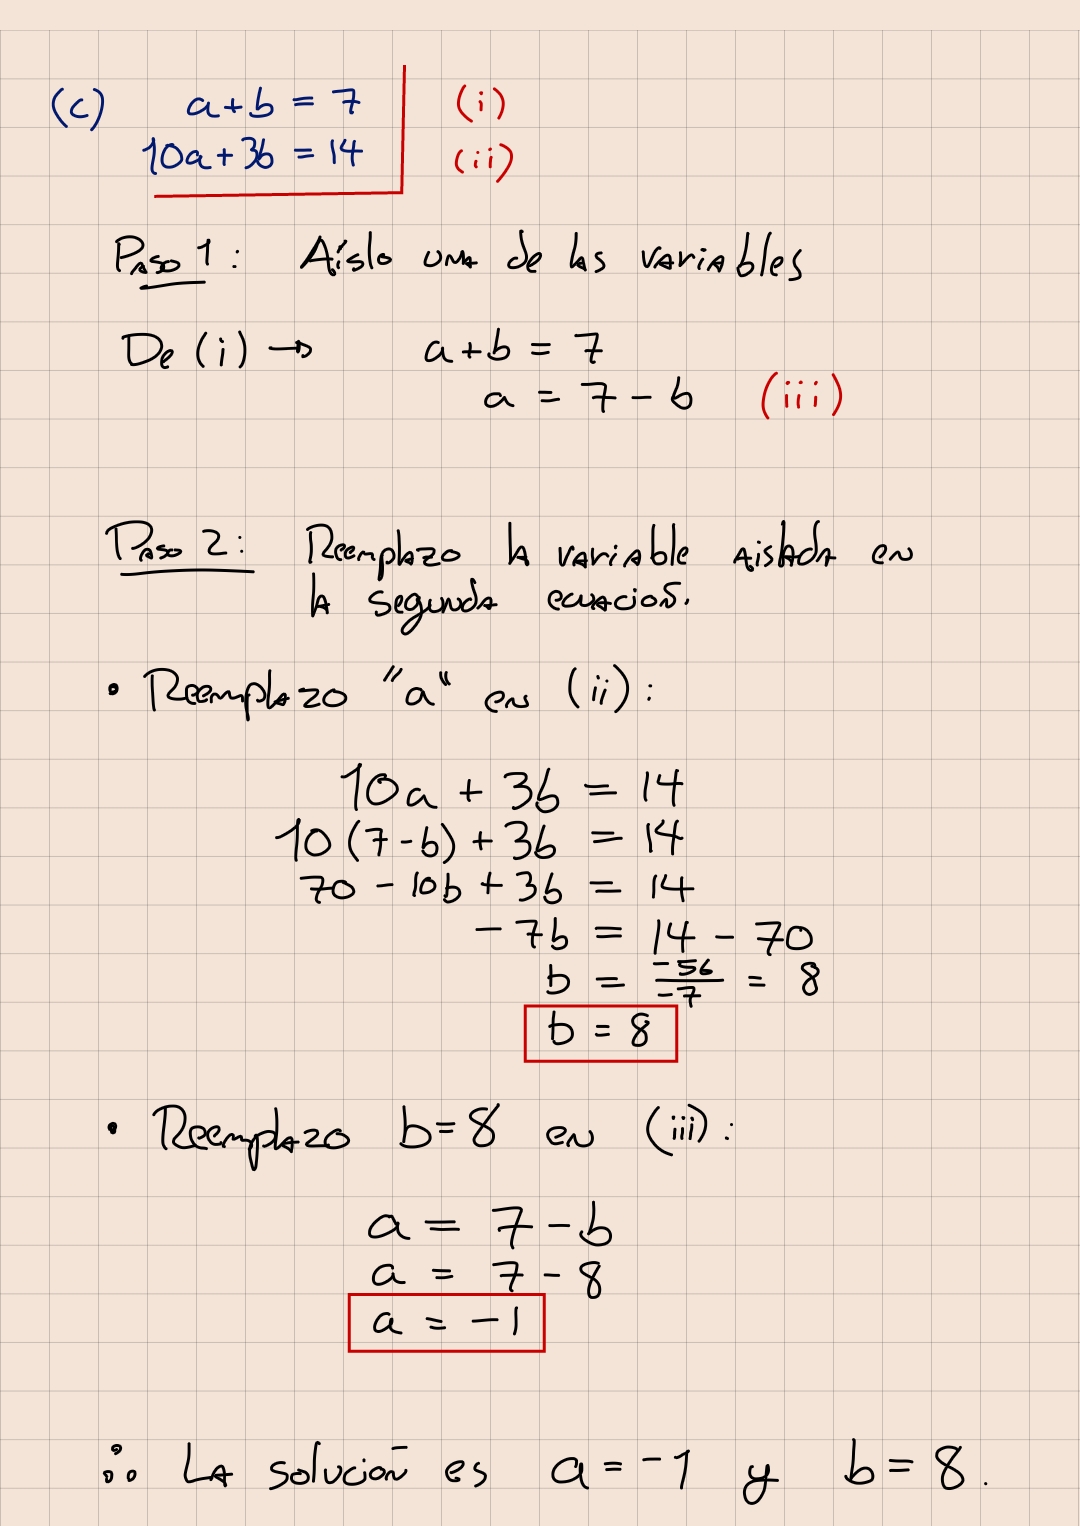 (c) a+b = 7 (i)
10a+3b = 14 (ii)
Paso 1: Aíslo una de las variables
De (i) → a+b = 7
a = 7 - b (iii)
Paso 2: Reemplazo la variable aislada en
la segunda ecuación.
• Reemplazo "a" en (ii):
10a + 3b = 14
10(7-b) + 3b = 14
70 - 10b + 3b = 14
-7b = 14 - 70
b = -56/-7 = 8
b = 8
• Reemplazo b=8 en (iii):
a = 7-b
a = 7-8
a = -1
∴ La solución es a=-1 y b=8.